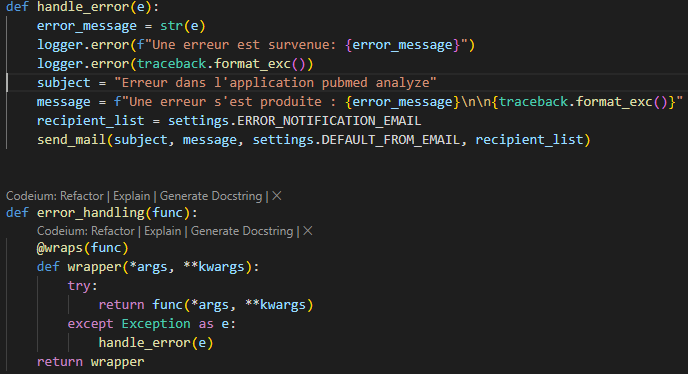 def handle_error(e):
    error_message = str(e)
    logger.error(f"Une erreur est survenue: {error_message}")
    logger.error(traceback.format_exc())
    subject = "Erreur dans l'application pubmed analyze"
    message = f"Une erreur s'est produite : {error_message}\n\n{traceback.format_exc()}"
    recipient_list = settings.ERROR_NOTIFICATION_EMAIL
    send_mail(subject, message, settings.DEFAULT_FROM_EMAIL, recipient_list)
Codeium: Refactor | Explain | Generate Docstring | ×
def error_handling(func):
    Codeium: Refactor | Explain | Generate Docstring | ×
    @wraps(func)
    def wrapper(*args, **kwargs):
        try:
            return func(*args, **kwargs)
        except Exception as e:
            handle_error(e)
    return wrapper